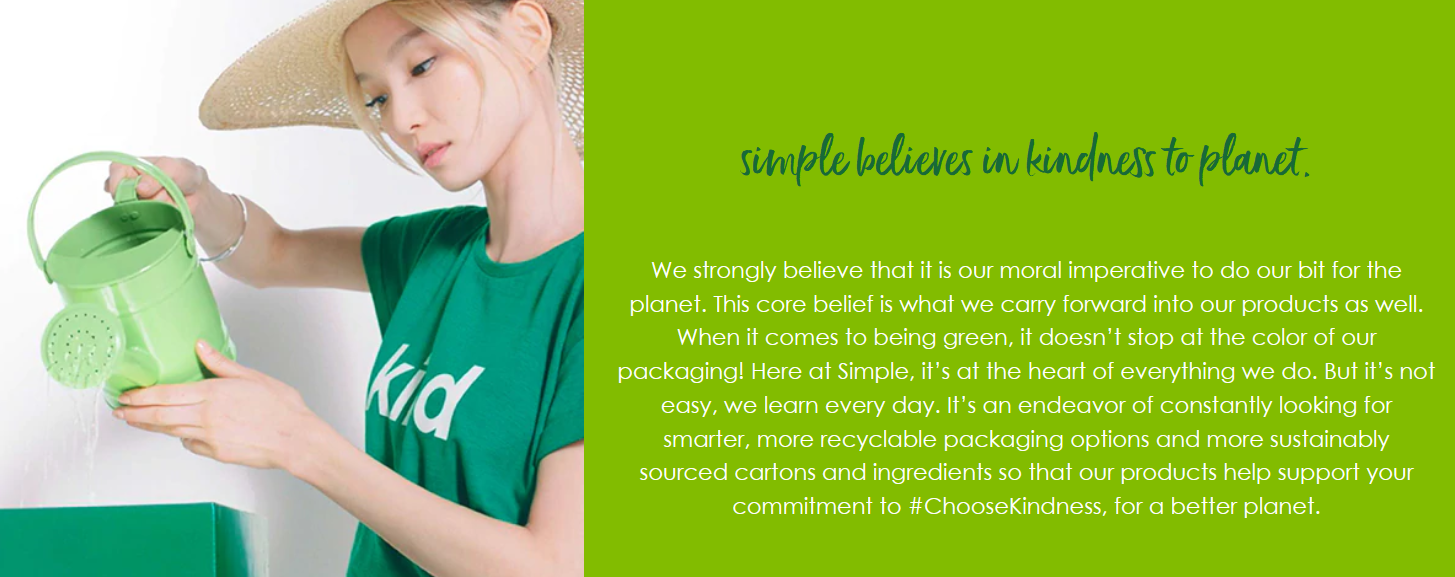 kind
simple believes in kindness to planet.
We strongly believe that it is our moral imperative to do our bit for the
planet. This core belief is what we carry forward into our products as well.
When it comes to being green, it doesn’t stop at the color of our
packaging! Here at Simple, it’s at the heart of everything we do. But it’s not
easy, we learn every day. It’s an endeavor of constantly looking for
smarter, more recyclable packaging options and more sustainably
sourced cartons and ingredients so that our products help support your
commitment to #ChooseKindness, for a better planet.